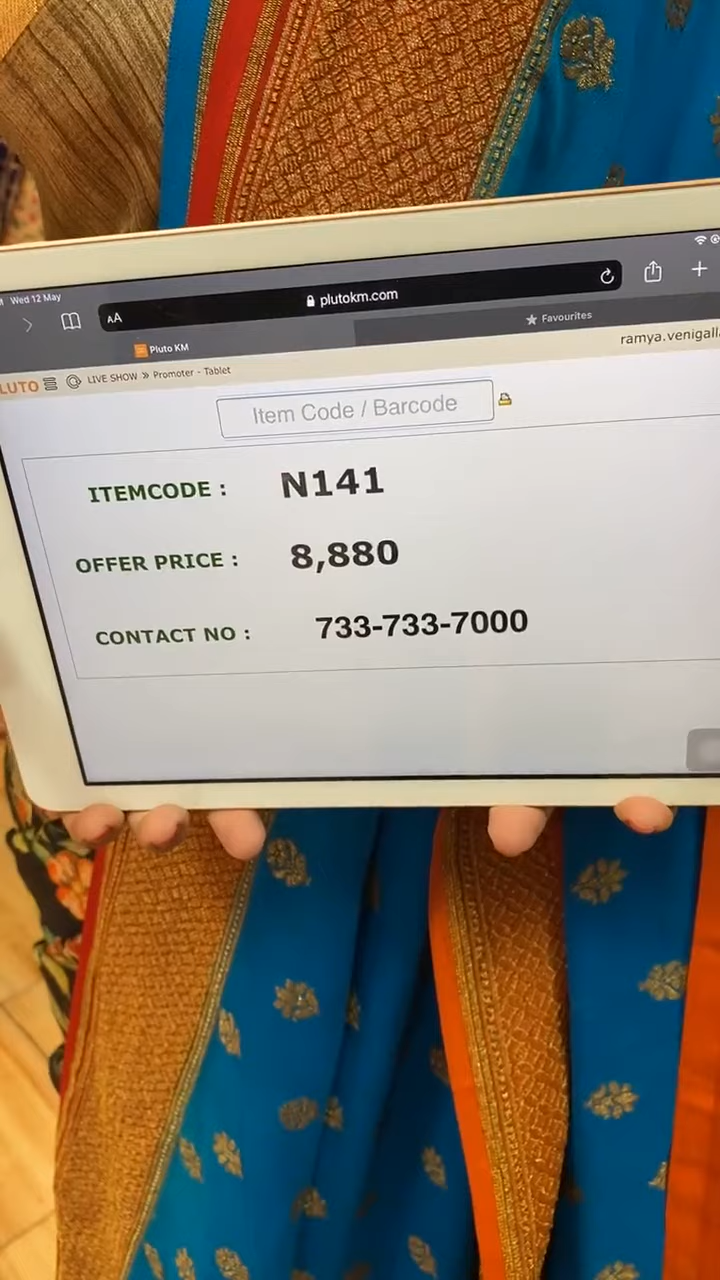 Wed 12 May
AA
plutokm.com
Pluto KM
Favourites
LUTO
LIVE SHOW » Promoter - Tablet
ramya.venigall
Item Code / Barcode
ITEMCODE : N141
OFFER PRICE : 8,880
CONTACT NO : 733-733-7000